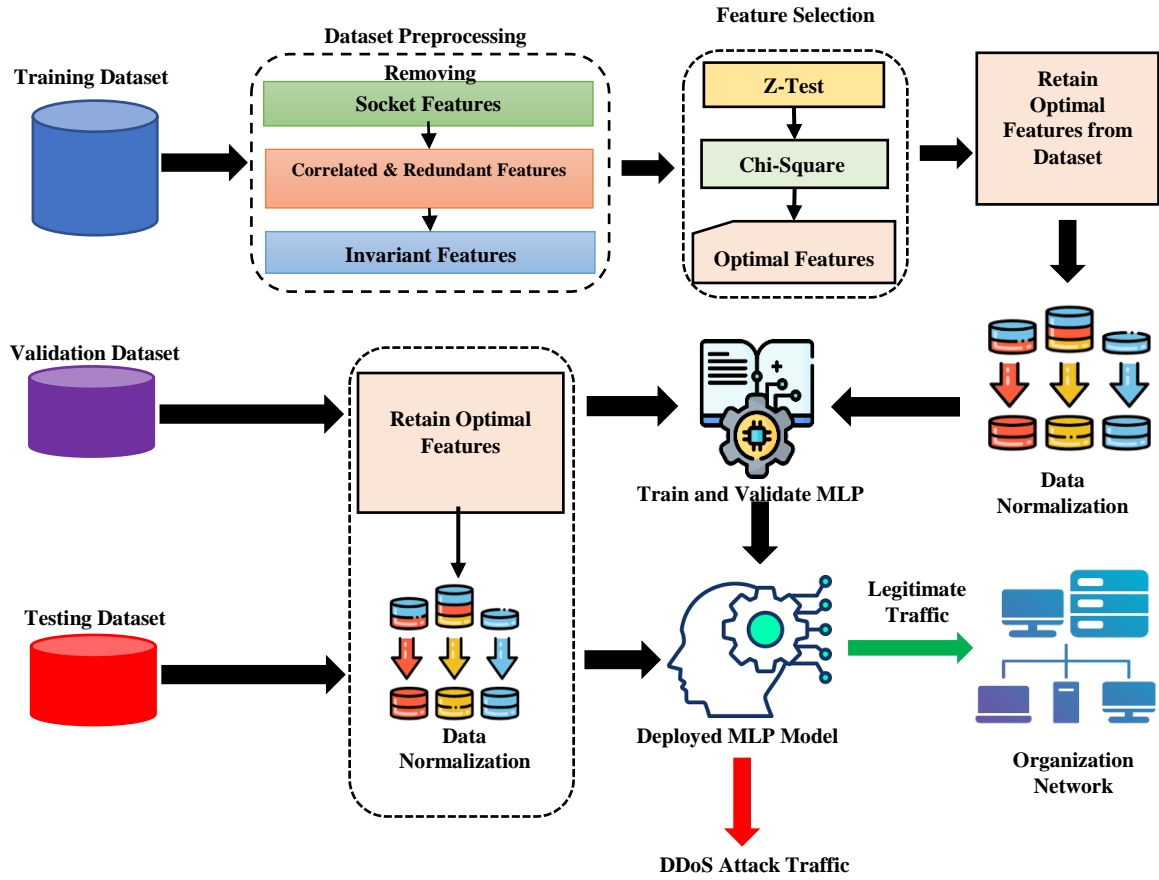 Feature Selection
Dataset Preprocessing
Training Dataset
Removing
Socket Features
Correlated & Redundant Features
Invariant Features
Z-Test
Chi-Square
Optimal Features
Retain
Optimal
Features from
Dataset
Validation Dataset
Retain Optimal
Features
Train and Validate MLP
Data
Normalization
Testing Dataset
Data
Normalization
Deployed MLP Model
Legitimate
Traffic
Organization
Network
DDoS Attack Traffic